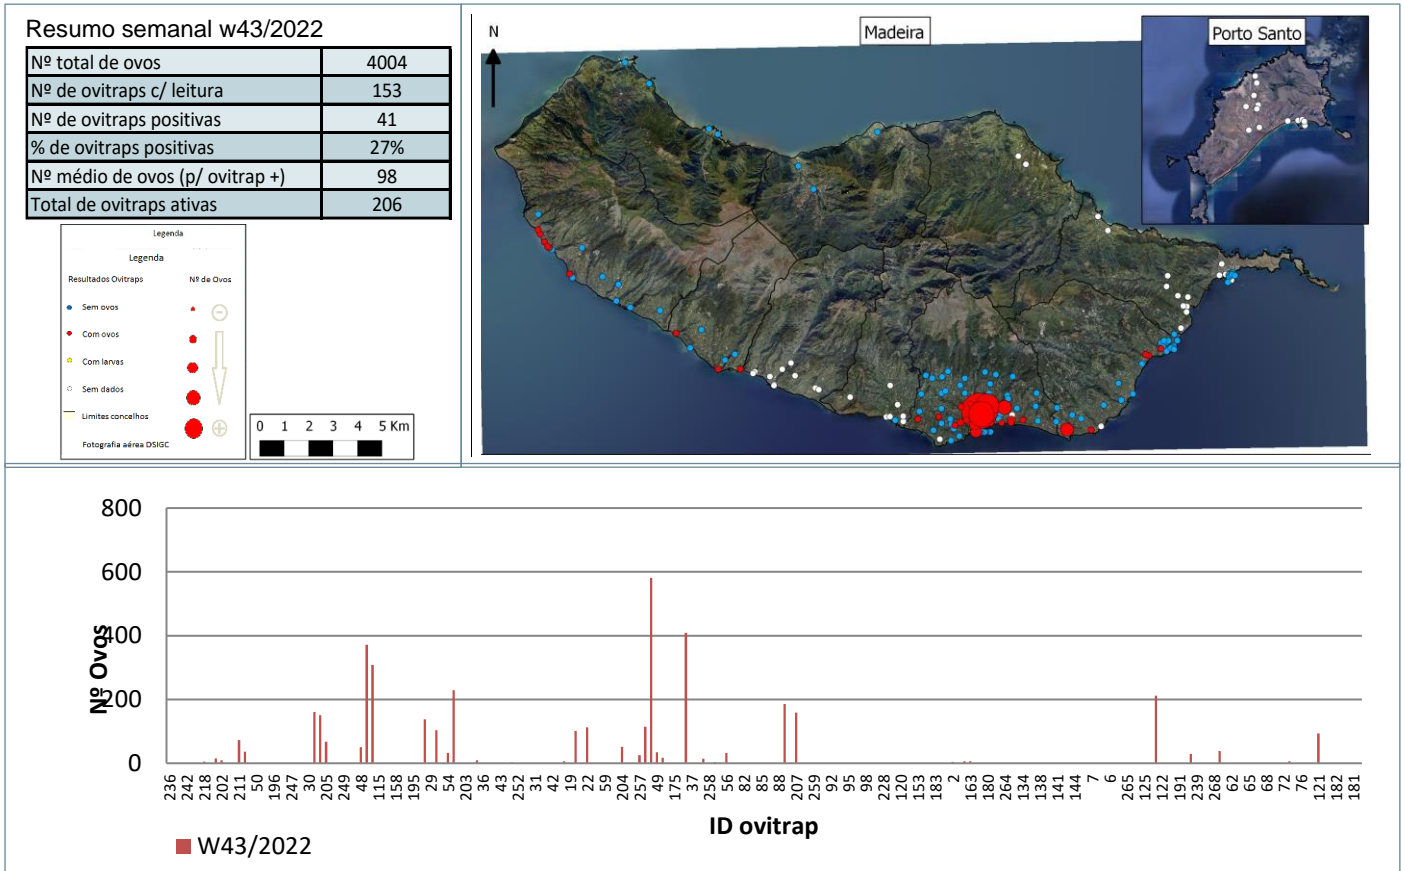 Resumo semanal w43/2022
Nº total de ovos 4004
Nº de ovitraps c/ leitura 153
Nº de ovitraps positivas 41
% de ovitraps positivas 27%
Nº médio de ovos (p/ ovitrap +) 98
Total de ovitraps ativas 206
Legenda
Legenda
Resultados Ovitraps Nº de Ovos
Sem ovos
Com ovos
Com larvas
Sem dados
Limites concelhos
Fotografia aérea DSIGC
0 1 2 3 4 5 Km
N
Madeira
Porto Santo
800
600
400
200
0
Nº Ovos
236 242 218 202 211 50 196 247 30 205 249 48 115 158 195 29 54 203 36 43 252 31 42 19 22 59 204 257 49 175 37 258 56 82 85 88 207 259 92 95 98 228 120 153 183 2 163 180 264 134 138 141 144 7 6 265 125 122 191 239 268 62 65 68 72 76 121 182 181
ID ovitrap
W43/2022